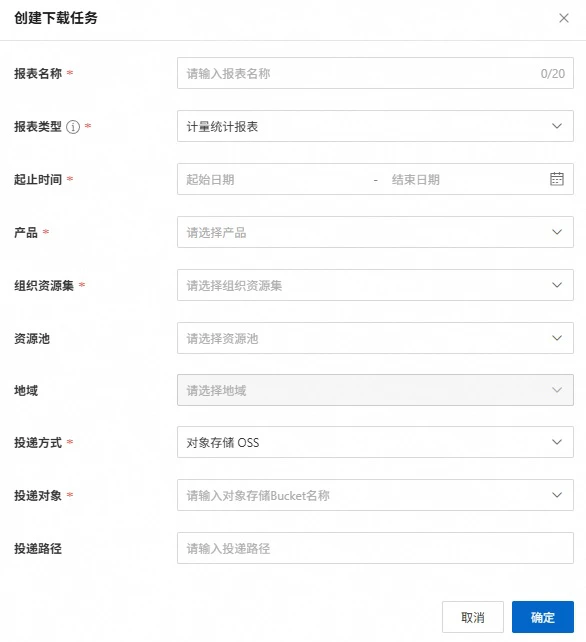 创建下载任务
报表名称 * 请输入报表名称 0/20
报表类型 * 计量统计报表
起止时间 * 起始日期 - 结束日期
产品 * 请选择产品
组织资源集 * 请选择组织资源集
资源池 请选择资源池
地域 请选择地域
投递方式 * 对象存储 OSS
投递对象 * 请输入对象存储Bucket名称
投递路径 请输入投递路径
取消 确定